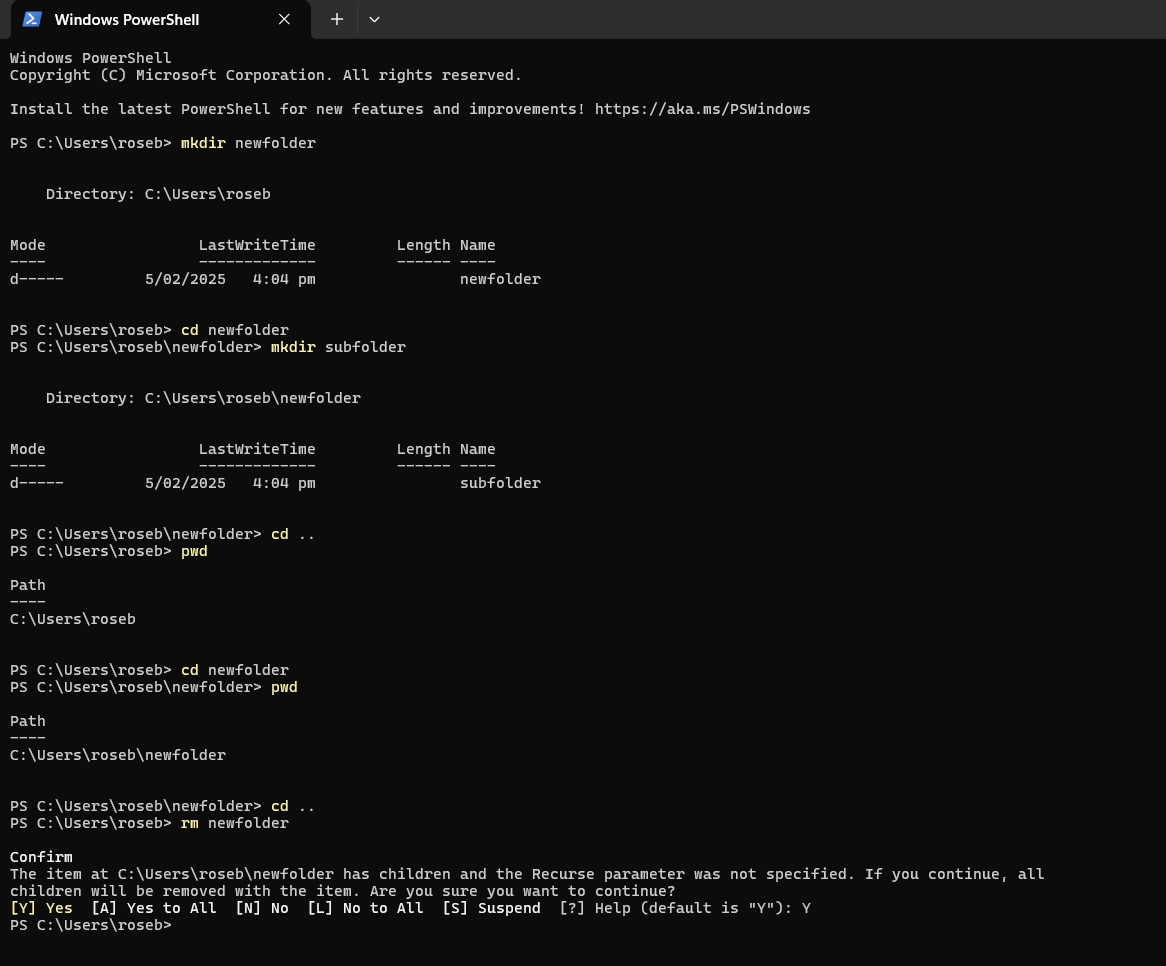 Windows PowerShell
Windows PowerShell
Copyright (C) Microsoft Corporation. All rights reserved.
Install the latest PowerShell for new features and improvements! https://aka.ms/PSWindows
PS C:\Users\roseb> mkdir newfolder
    Directory: C:\Users\roseb
Mode                 LastWriteTime         Length Name
----                 -------------         ------ ----
d-----         5/02/2025   4:04 pm                newfolder
PS C:\Users\roseb> cd newfolder
PS C:\Users\roseb\newfolder> mkdir subfolder
    Directory: C:\Users\roseb\newfolder
Mode                 LastWriteTime         Length Name
----                 -------------         ------ ----
d-----         5/02/2025   4:04 pm                subfolder
PS C:\Users\roseb\newfolder> cd ..
PS C:\Users\roseb> pwd
Path
----
C:\Users\roseb
PS C:\Users\roseb> cd newfolder
PS C:\Users\roseb\newfolder> pwd
Path
----
C:\Users\roseb\newfolder
PS C:\Users\roseb\newfolder> cd ..
PS C:\Users\roseb> rm newfolder
Confirm
The item at C:\Users\roseb\newfolder has children and the Recurse parameter was not specified. If you continue, all
children will be removed with the item. Are you sure you want to continue?
[Y] Yes  [A] Yes to All  [N] No  [L] No to All  [S] Suspend  [?] Help (default is "Y"): Y
PS C:\Users\roseb>